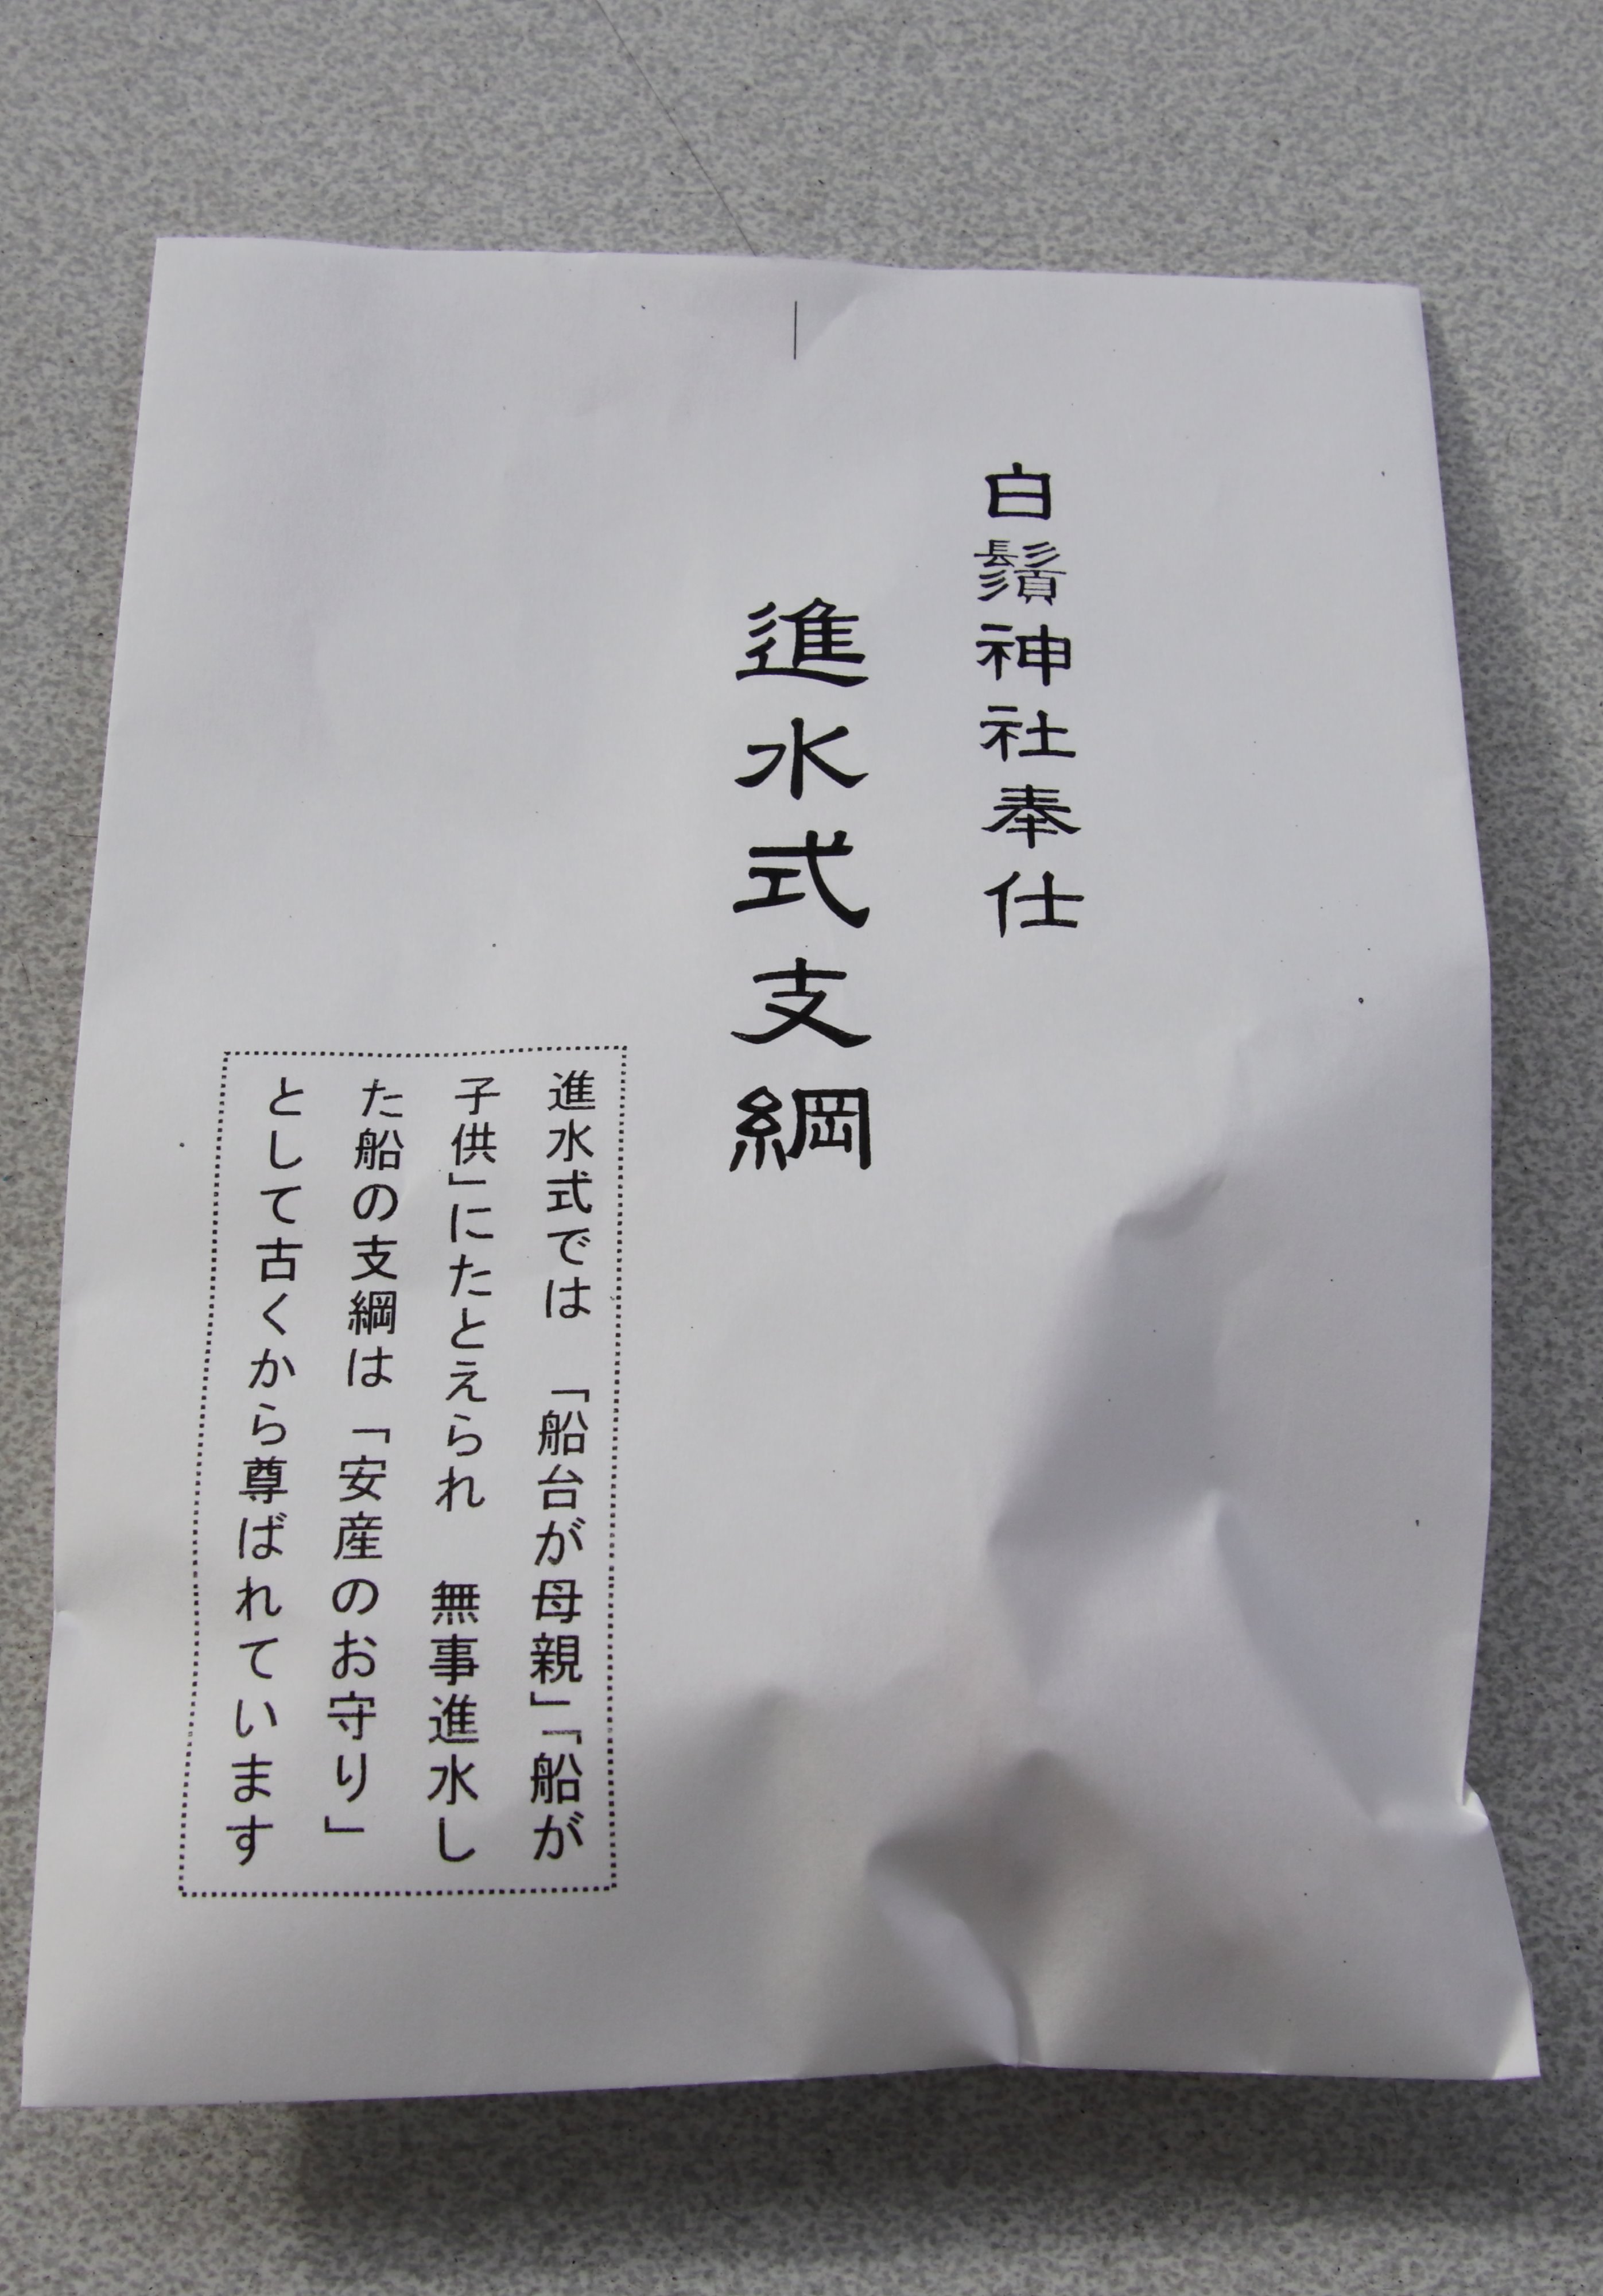 白鬚神社奉仕
進水式支綱
進水式では　「船台が母親」「船が
子供」にたとえられ　無事進水し
た船の支綱は「安産のお守り」
として古くから尊ばれています